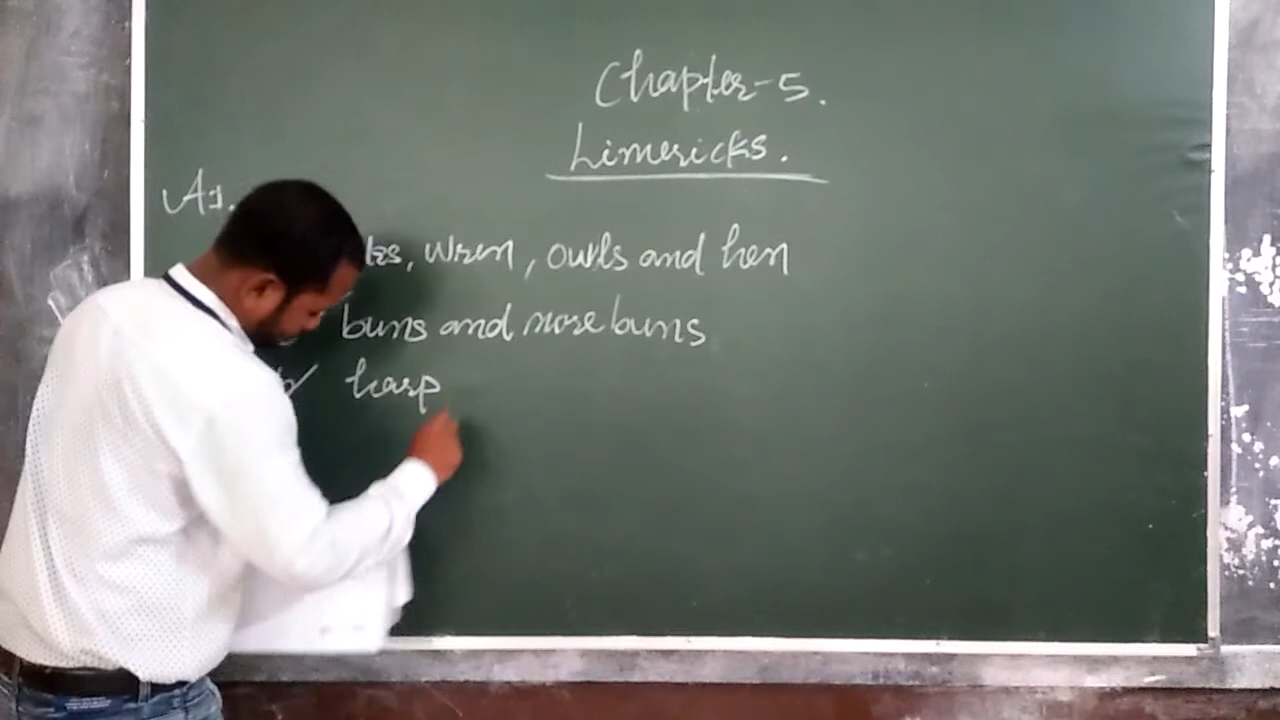 Chapter-5.
Limericks.
A1.
ks, wren, owls and hen
buns and more buns
harp